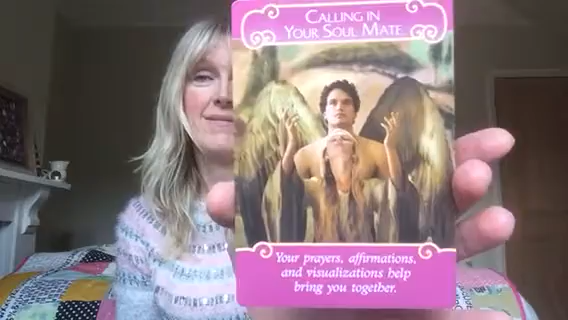 CALLING IN
YOUR SOUL MATE
Your prayers, affirmations,
and visualizations help
bring you together.